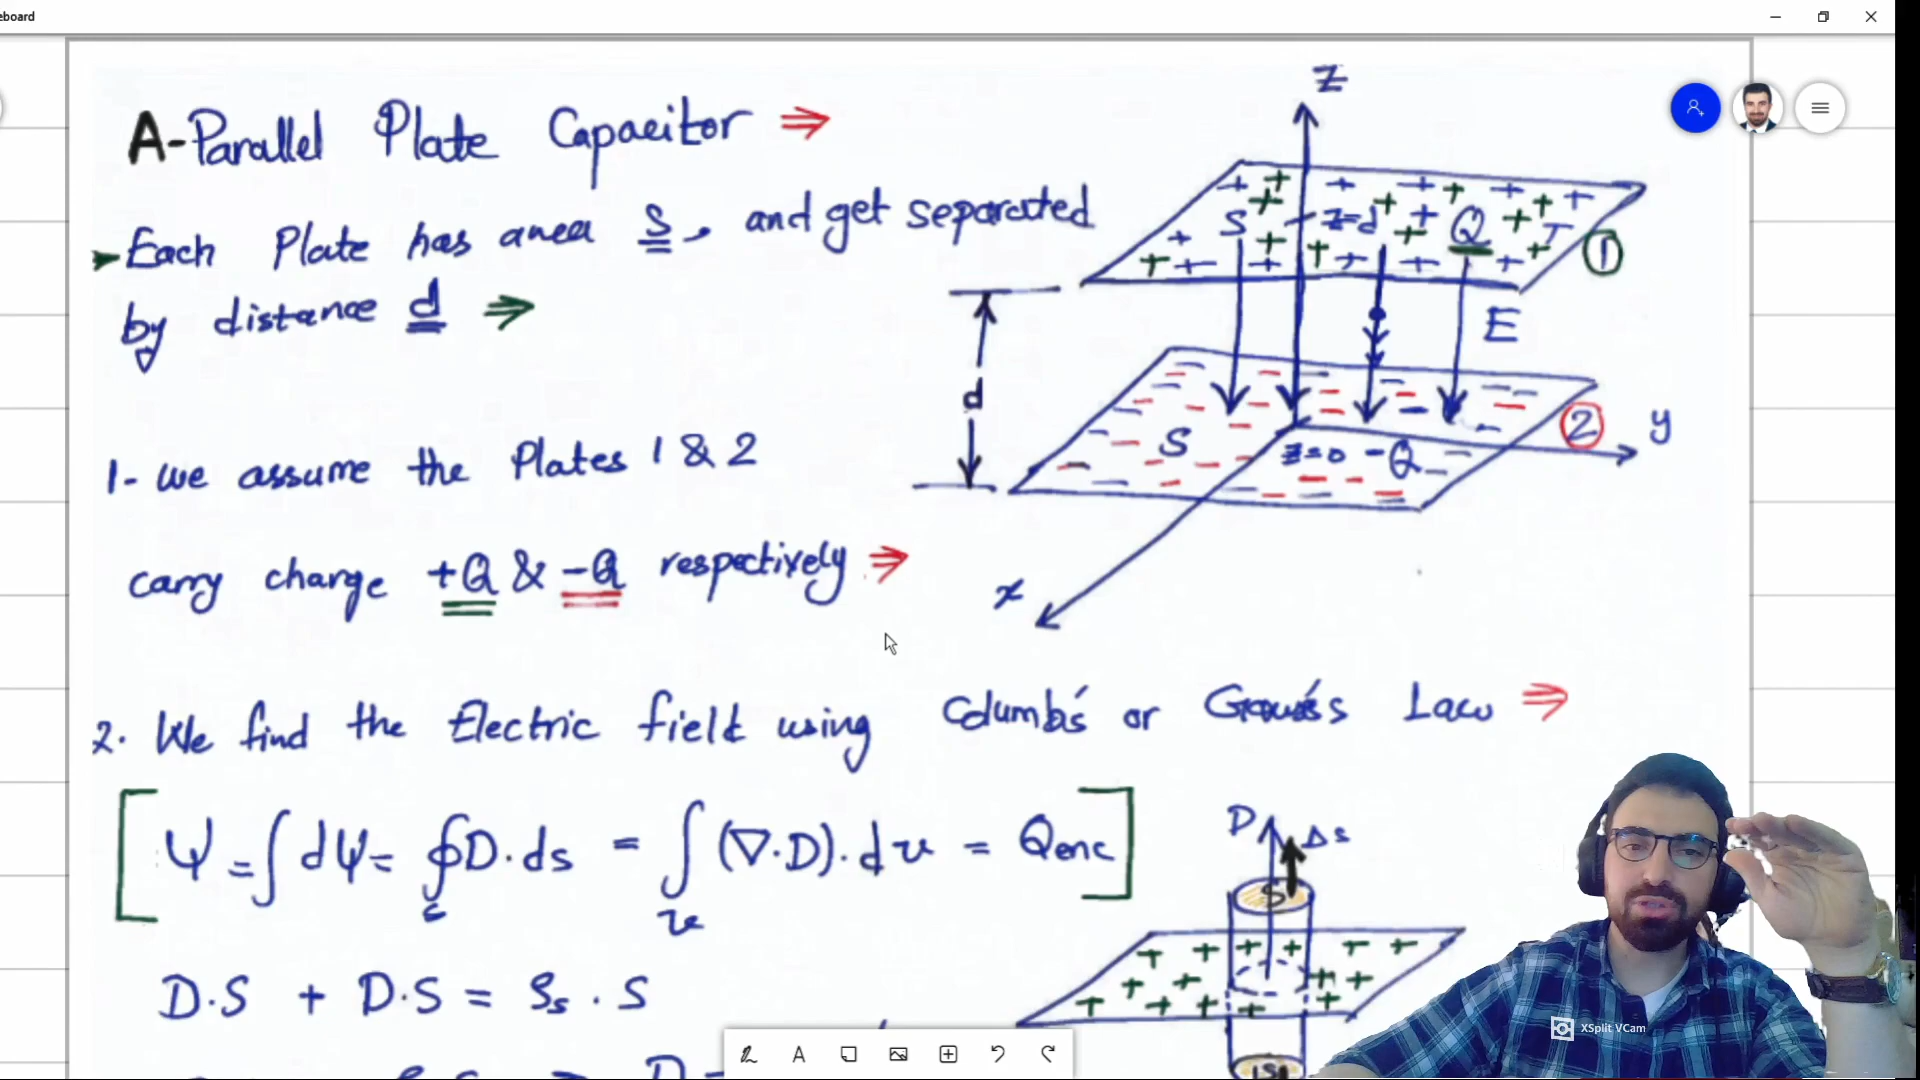 eboard
A-Parallel Plate Capacitor ⇒
Each Plate has area S, and get separated
by distance d ⇒
1- we assume the Plates 1 & 2
carry charge +Q & -Q respectively ⇒
z
S z=d Q
1
E
d
S z=0 -Q
2
y
x
2. We find the Electric field using Columb's or Gauss's Law ⇒
[Ψ = ∫dψ = ∮D·ds = ∫(∇·D)·dv = Qenc]
s
v
D Δs
S
D·S + D·S = ρs · S
XSplit VCam